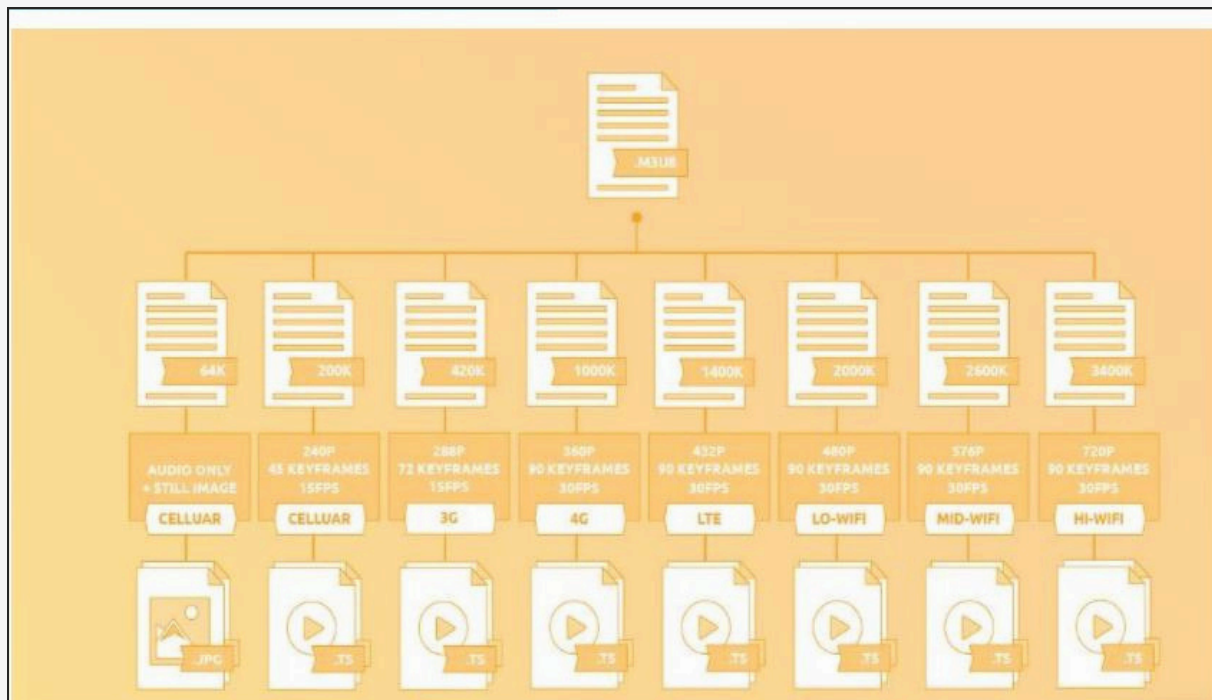 .M3U8
64K
200K
420K
1000K
1400K
2000K
2600K
3400K
AUDIO ONLY
+ STILL IMAGE
CELLUAR
240P
45 KEYFRAMES
15FPS
CELLUAR
288P
72 KEYFRAMES
15FPS
3G
360P
90 KEYFRAMES
30FPS
4G
432P
90 KEYFRAMES
30FPS
LTE
480P
90 KEYFRAMES
30FPS
LO-WIFI
576P
90 KEYFRAMES
30FPS
MID-WIFI
720P
90 KEYFRAMES
30FPS
HI-WIFI
.JPG
.TS
.TS
.TS
.TS
.TS
.TS
.TS